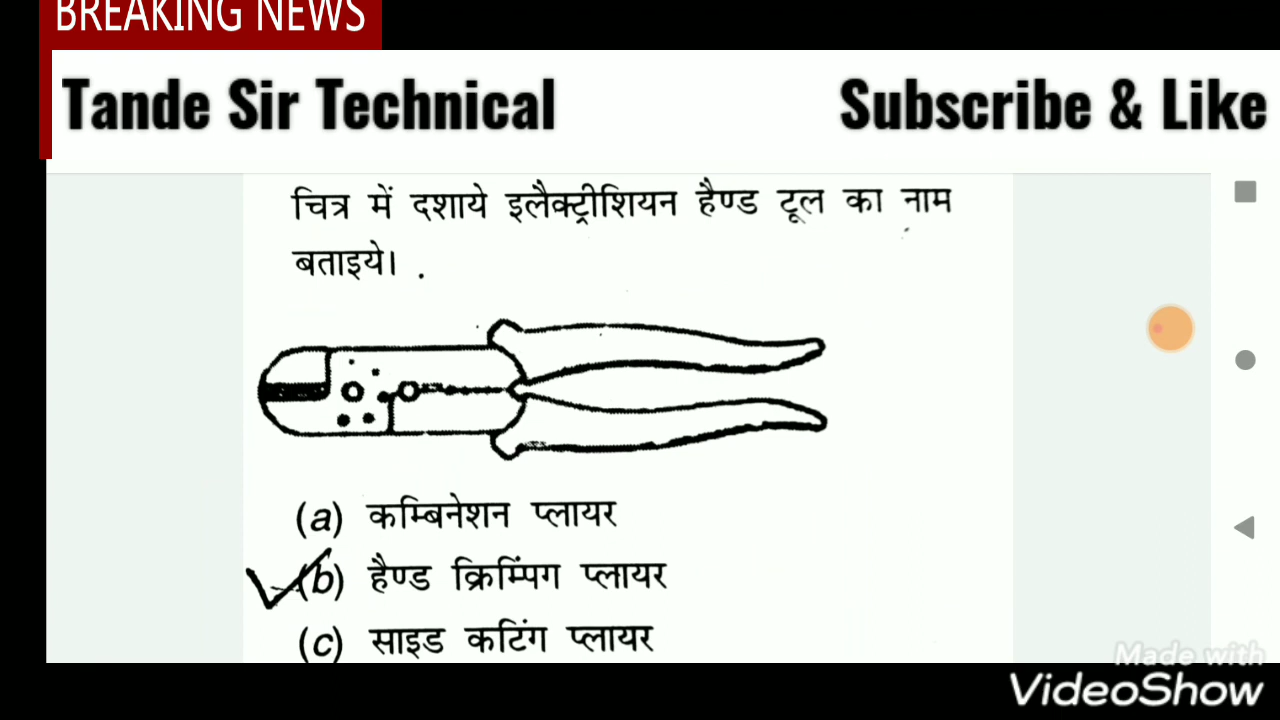 BREAKING NEWS
Tande Sir Technical Subscribe & Like
चित्र में दशाये इलैक्ट्रीशियन हैण्ड टूल का नाम
बताइये।
(a) कम्बिनेशन प्लायर
(b) हैण्ड क्रिम्पिंग प्लायर
(c) साइड कटिंग प्लायर
Made with
VideoShow